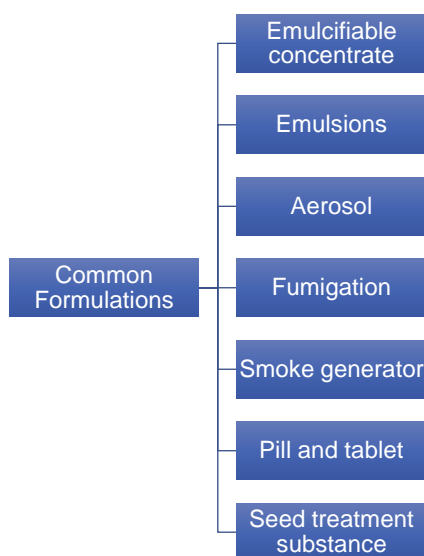 Emulcifiable
concentrate
Emulsions
Aerosol
Common
Formulations
Fumigation
Smoke generator
Pill and tablet
Seed treatment
substance